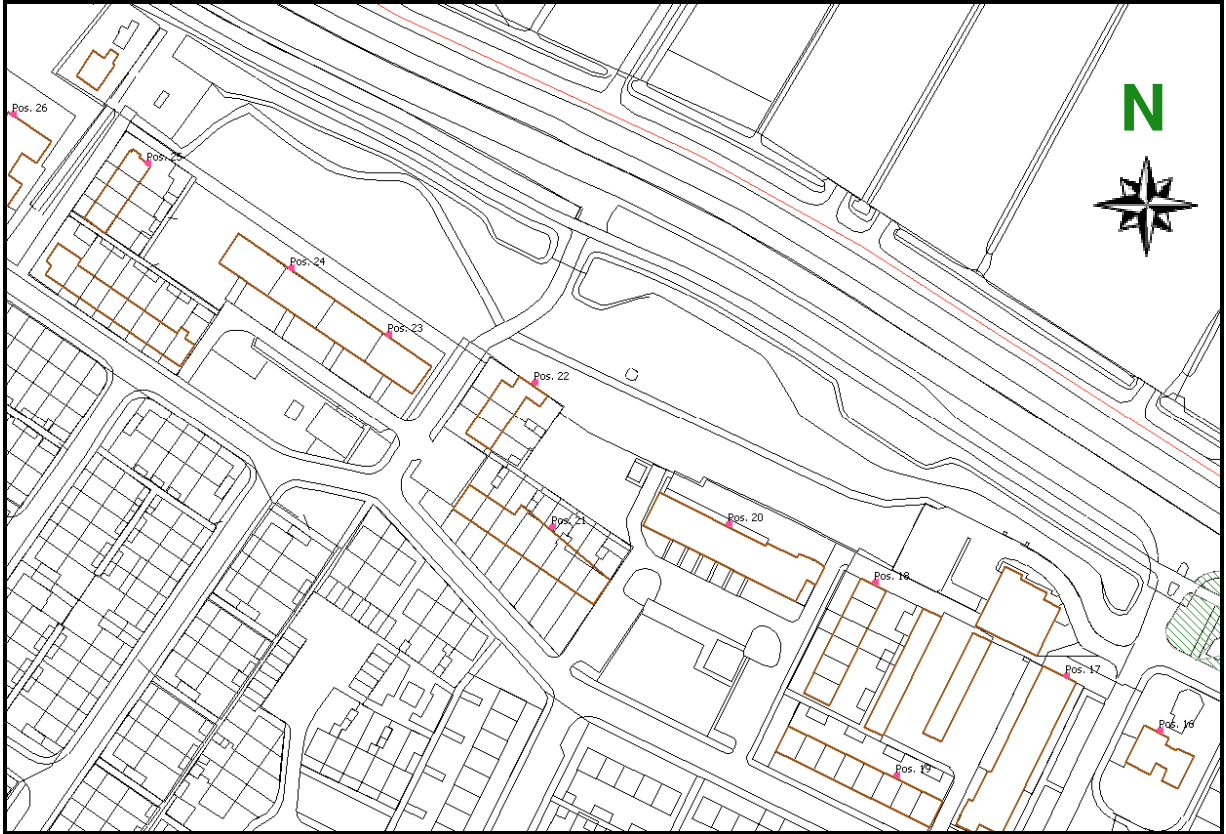 N
Pos. 26
Pos. 25
Pos. 24
Pos. 23
Pos. 22
Pos. 21
Pos. 20
Pos. 18
Pos. 17
Pos. 16
Pos. 19